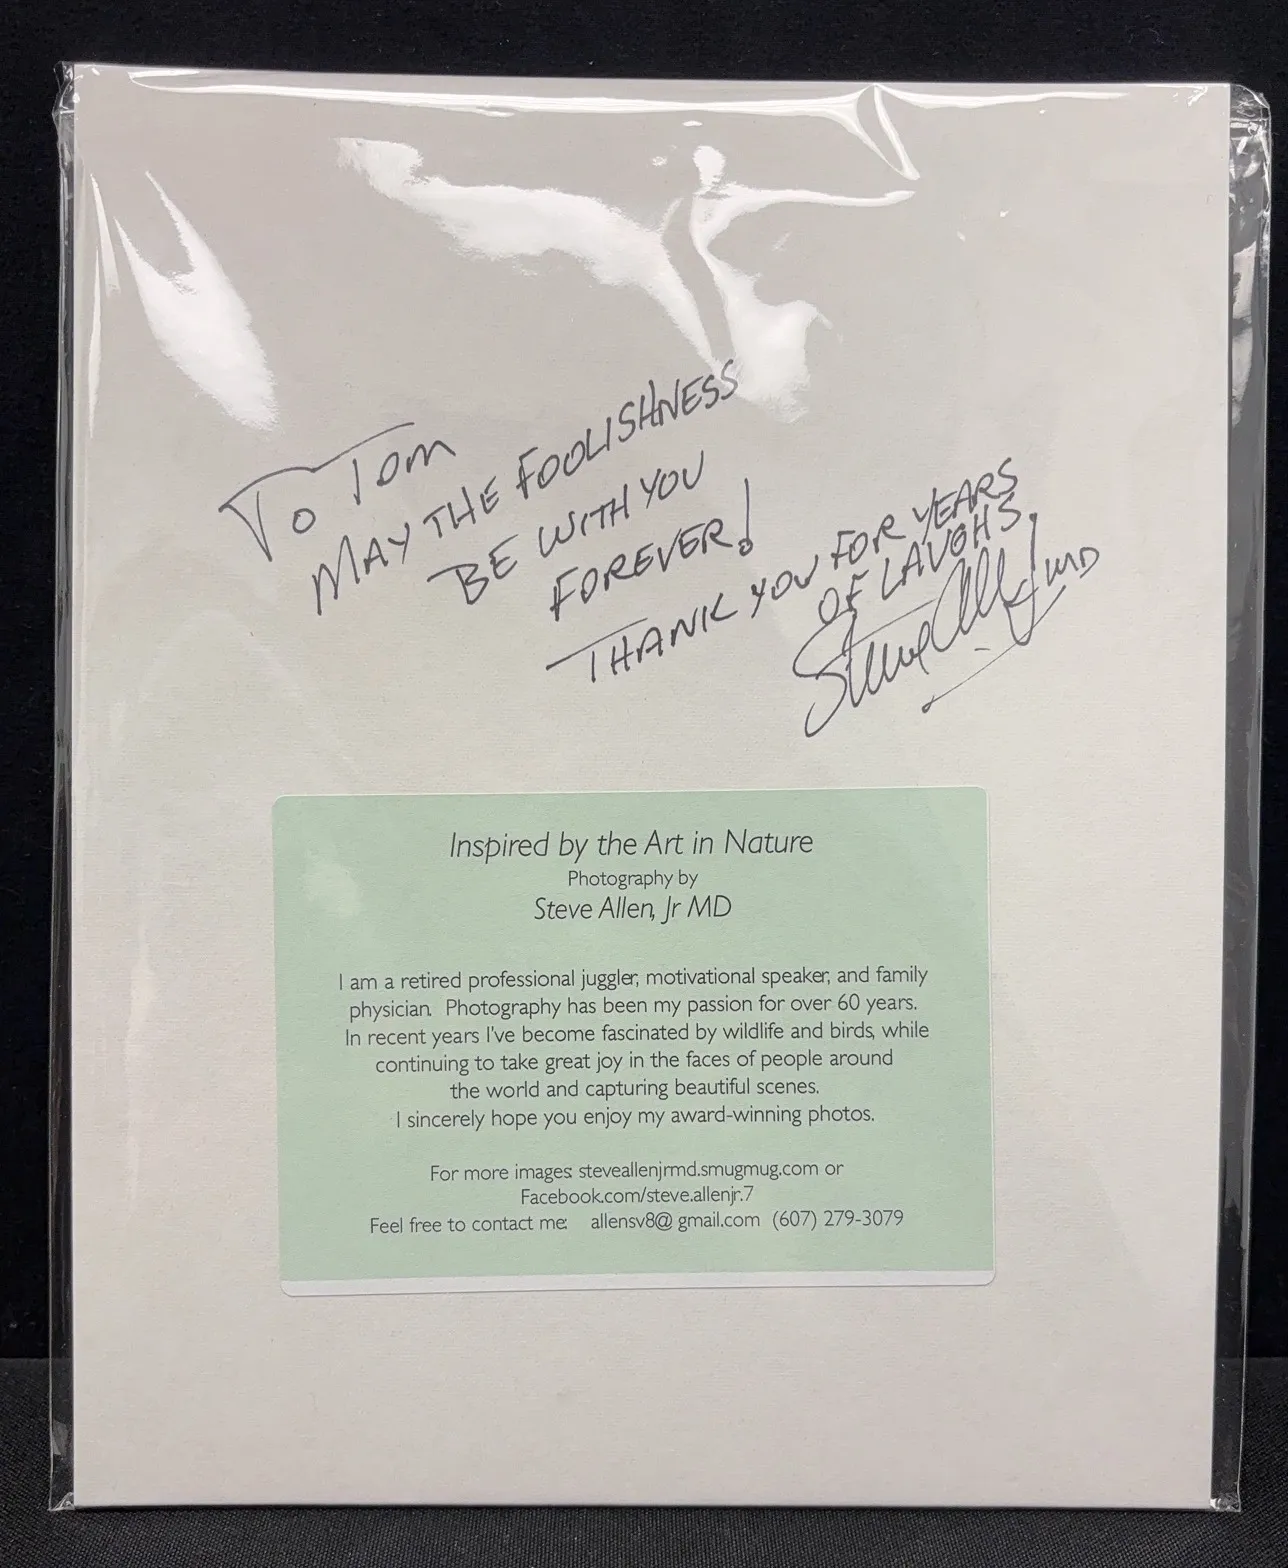 To Tom
MAY THE FOOLISHNESS
BE WITH YOU
FOREVER!
THANK YOU FOR YEARS
OF LAUGHS.
Steve Allen Jr MD
Inspired by the Art in Nature
Photography by
Steve Allen, Jr MD
I am a retired professional juggler, motivational speaker, and family
physician. Photography has been my passion for over 60 years.
In recent years I've become fascinated by wildlife and birds, while
continuing to take great joy in the faces of people around
the world and capturing beautiful scenes.
I sincerely hope you enjoy my award-winning photos.
For more images: steveallenjrmd.smugmug.com or
Facebook.com/steve.allenjr.7
Feel free to contact me: allensv8@gmail.com (607) 279-3079